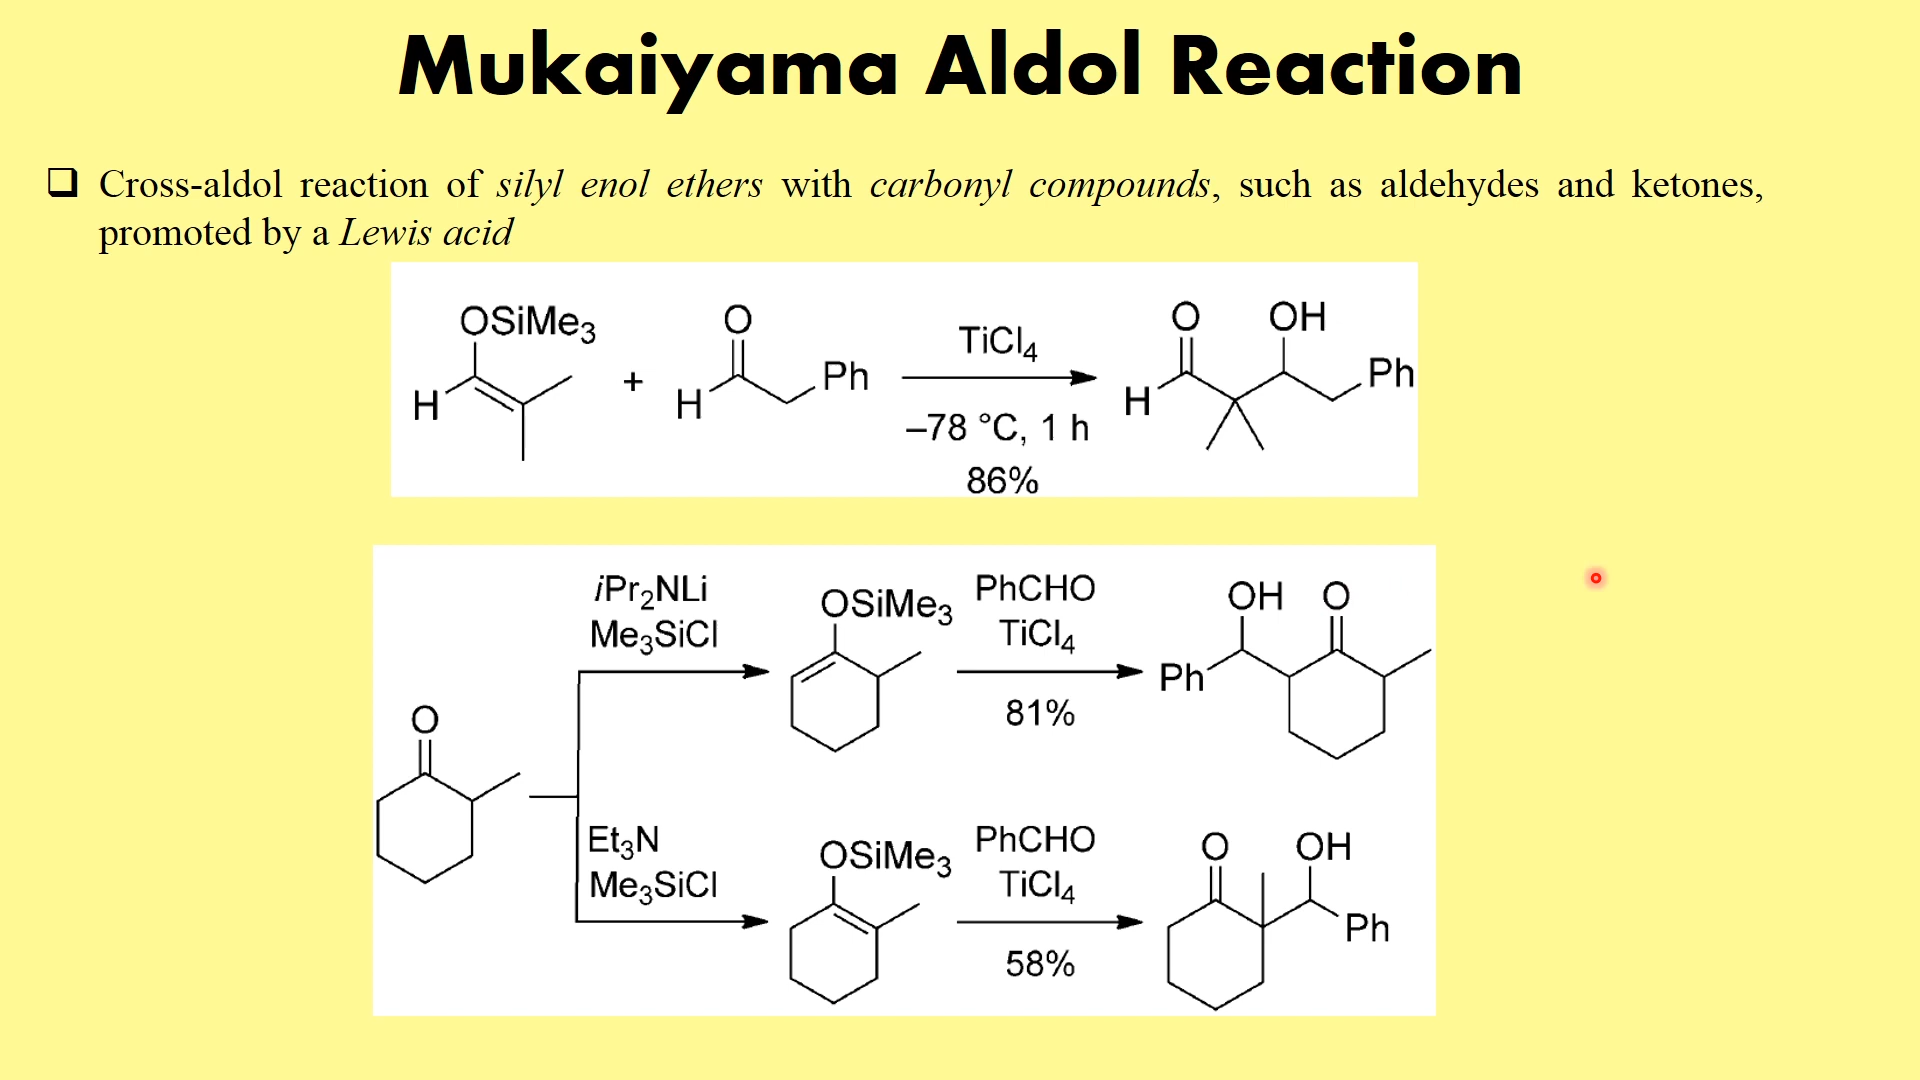 Mukaiyama Aldol Reaction
Cross-aldol reaction of silyl enol ethers with carbonyl compounds, such as aldehydes and ketones,
promoted by a Lewis acid
OSiMe3
H
+
O
H
Ph
TiCl4
–78 °C, 1 h
86%
O
OH
H
Ph
O
iPr2NLi
Me3SiCl
OSiMe3
PhCHO
TiCl4
81%
OH
O
Ph
Et3N
Me3SiCl
OSiMe3
PhCHO
TiCl4
58%
O
OH
Ph